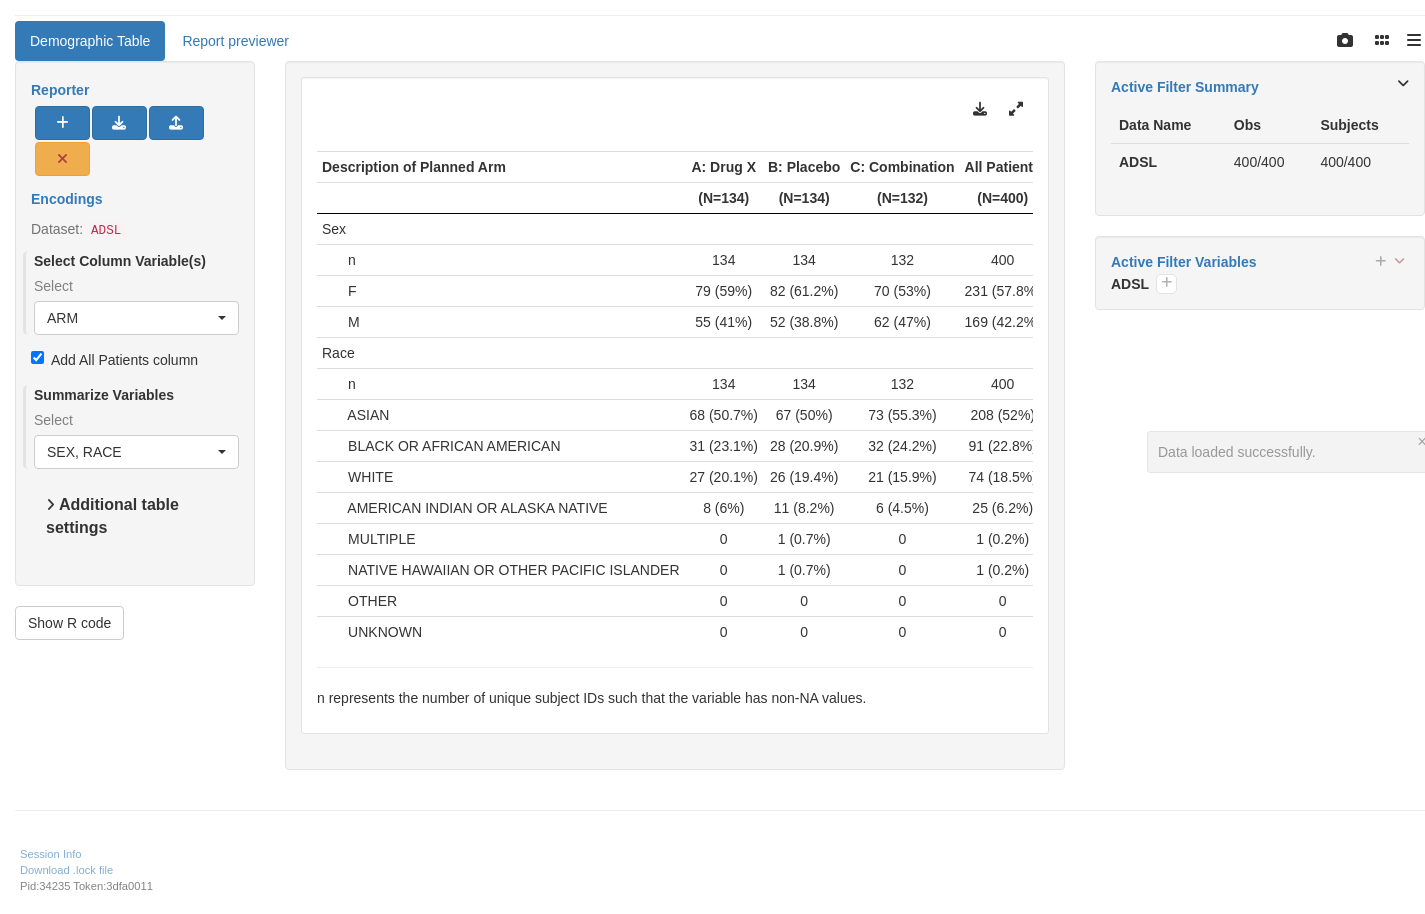 Demographic Table Report previewer
Reporter
Encodings
Dataset: ADSL
Select Column Variable(s)
Select
ARM
Add All Patients column
Summarize Variables
Select
SEX, RACE
Additional table
settings
Show R code
Description of Planned Arm A: Drug X B: Placebo C: Combination All Patient
(N=134) (N=134) (N=132) (N=400)
Sex
n 134 134 132 400
F 79 (59%) 82 (61.2%) 70 (53%) 231 (57.8%
M 55 (41%) 52 (38.8%) 62 (47%) 169 (42.2%
Race
n 134 134 132 400
ASIAN 68 (50.7%) 67 (50%) 73 (55.3%) 208 (52%)
BLACK OR AFRICAN AMERICAN 31 (23.1%) 28 (20.9%) 32 (24.2%) 91 (22.8%)
WHITE 27 (20.1%) 26 (19.4%) 21 (15.9%) 74 (18.5%)
AMERICAN INDIAN OR ALASKA NATIVE 8 (6%) 11 (8.2%) 6 (4.5%) 25 (6.2%)
MULTIPLE 0 1 (0.7%) 0 1 (0.2%)
NATIVE HAWAIIAN OR OTHER PACIFIC ISLANDER 0 1 (0.7%) 0 1 (0.2%)
OTHER 0 0 0 0
UNKNOWN 0 0 0 0
n represents the number of unique subject IDs such that the variable has non-NA values.
Active Filter Summary
Data Name Obs Subjects
ADSL 400/400 400/400
Active Filter Variables
ADSL
Data loaded successfully.
Session Info
Download .lock file
Pid:34235 Token:3dfa0011